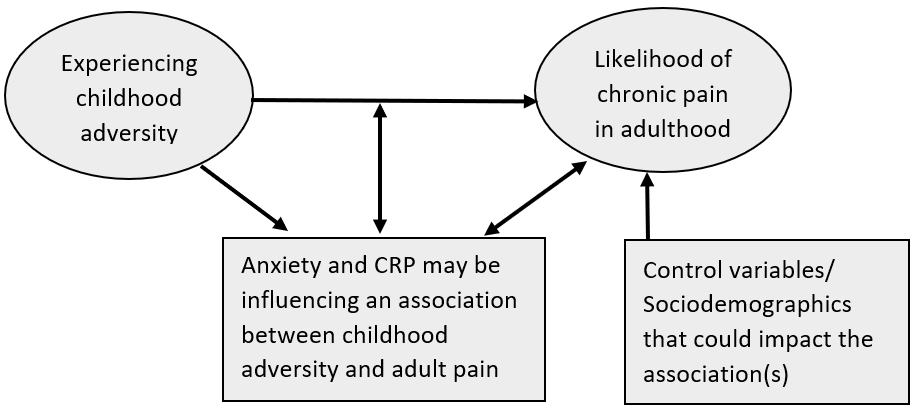 Experiencing
childhood
adversity
Likelihood of
chronic pain
in adulthood
Anxiety and CRP may be
influencing an association
between childhood
adversity and adult pain
Control variables/
Sociodemographics
that could impact the
association(s)